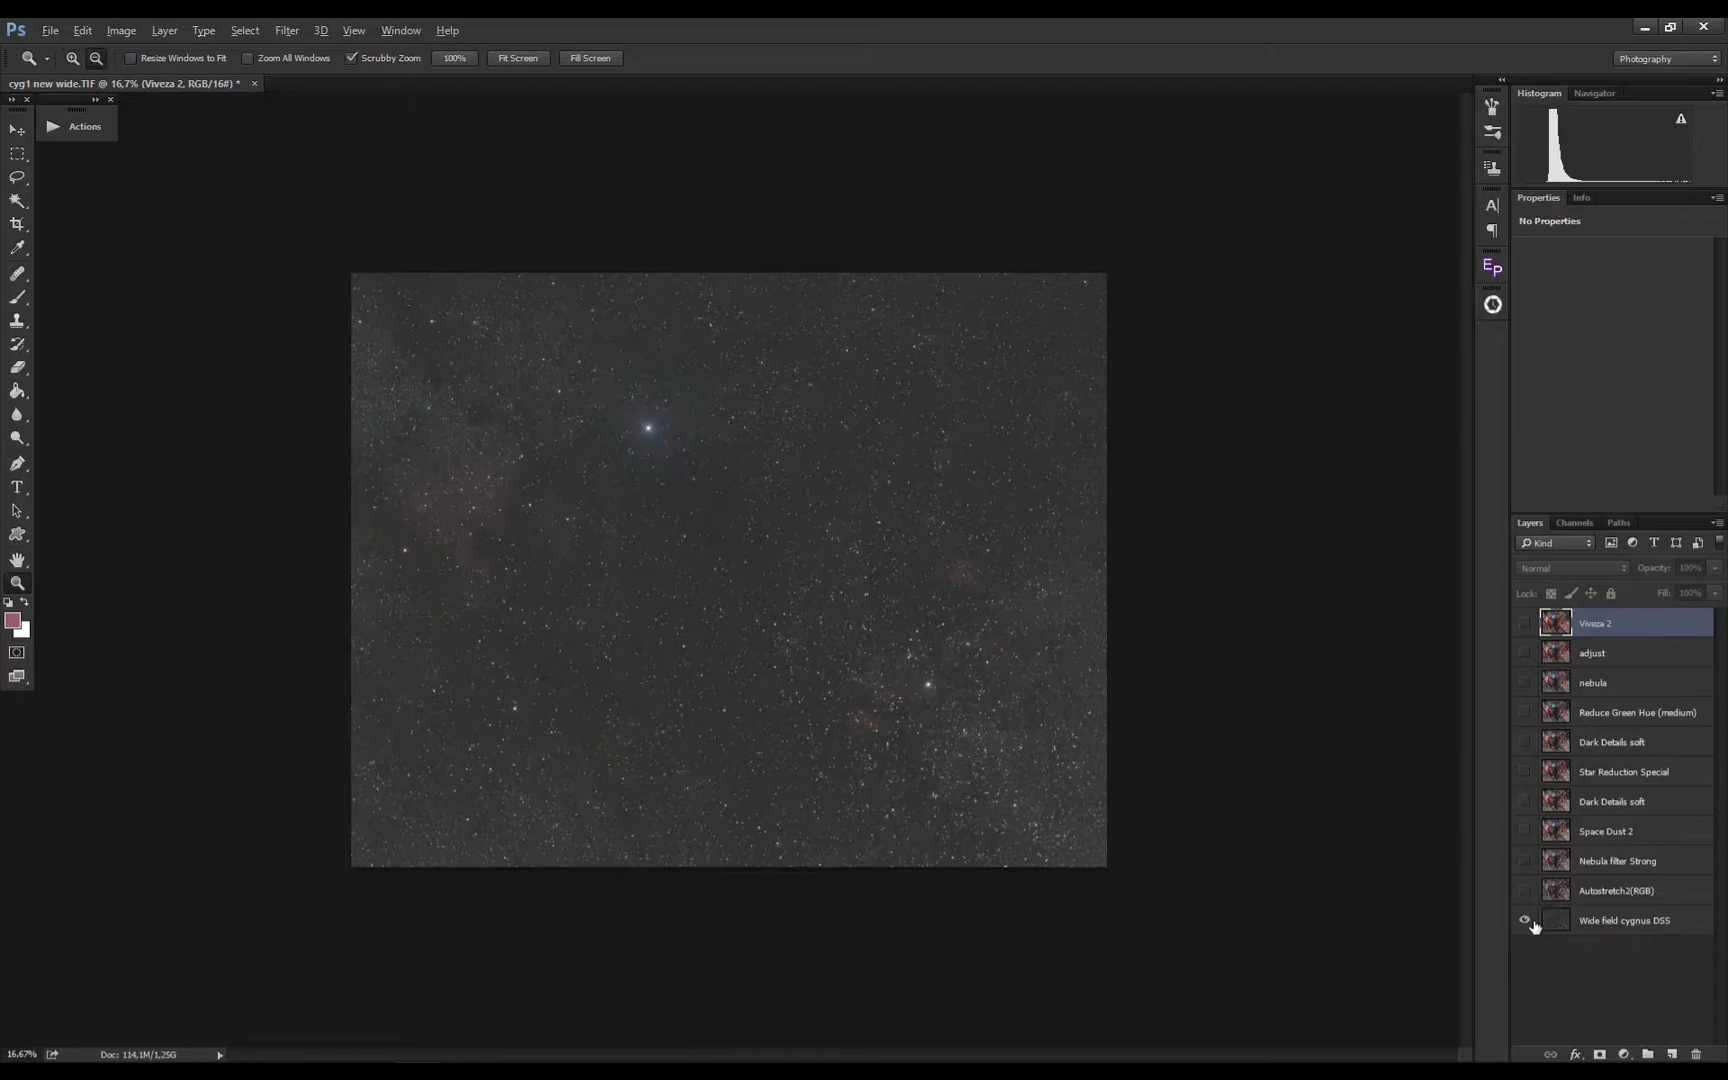 Ps File Edit Image Layer Type Select Filter 3D View Window Help
Resize Windows to Fit Zoom All Windows Scrubby Zoom 100% Fit Screen Fill Screen Photography
cyg1 new wide.TIF @ 16,7% (Viveza 2, RGB/16#) *
Actions
Histogram Navigator
Properties Info
No Properties
Layers Channels Paths
Kind
Normal Opacity: 100%
Lock: Fill: 100%
Viveza 2
adjust
nebula
Reduce Green Hue (medium)
Dark Details soft
Star Reduction Special
Dark Details soft
Space Dust 2
Nebula filter Strong
Autostretch2(RGB)
Wide field cygnus DSS
16,67% Doc: 114,1M/1,25G